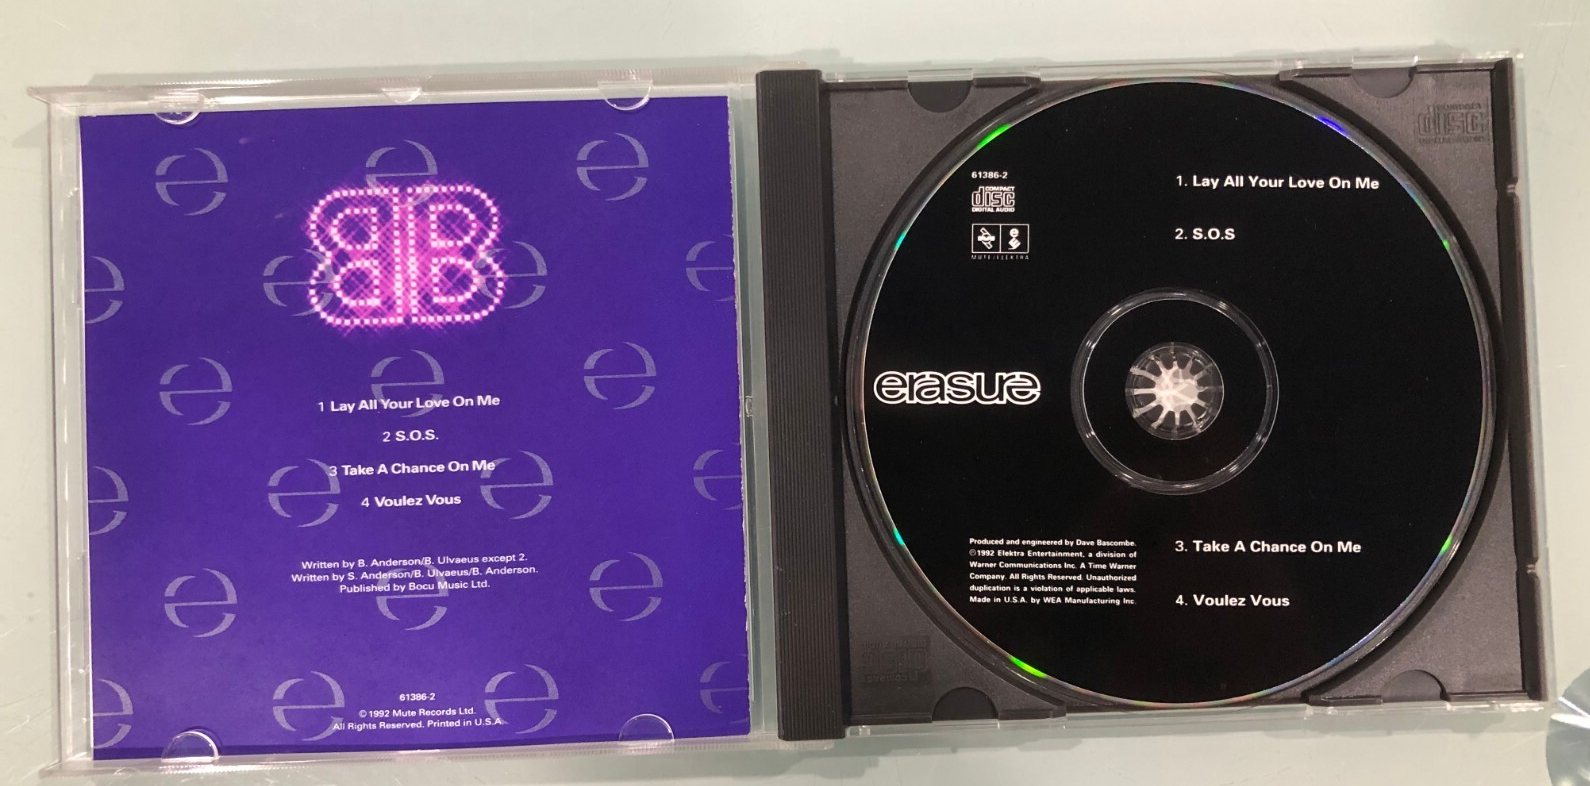 BB
1 Lay All Your Love On Me
2 S.O.S.
3 Take A Chance On Me
4 Voulez Vous
Written by B. Anderson/B. Ulvaeus except 2.
Written by S. Anderson/B. Ulvaeus/B. Anderson.
Published by Bocu Music Ltd.
61386-2
© 1992 Mute Records Ltd.
All Rights Reserved. Printed in U.S.A.
61386-2
COMPACT
disc
DIGITAL AUDIO
MUTE/ELEKTRA
1. Lay All Your Love On Me
2. S.O.S
erasure
Produced and engineered by Dave Bascombe.
℗1992 Elektra Entertainment, a division of
Warner Communications Inc. A Time Warner
Company. All Rights Reserved. Unauthorized
duplication is a violation of applicable laws.
Made in U.S.A. by WEA Manufacturing Inc.
3. Take A Chance On Me
4. Voulez Vous
disc